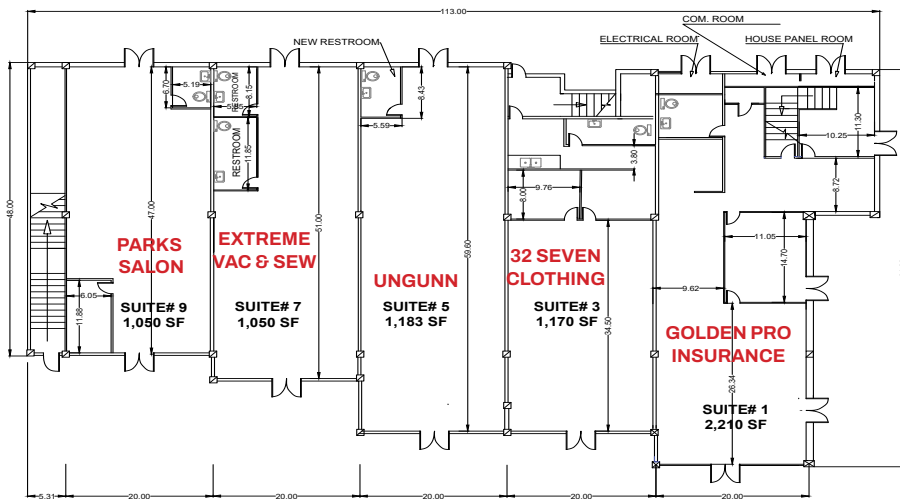 113.00
COM. ROOM
NEW RESTROOM
ELECTRICAL ROOM
HOUSE PANEL ROOM
48.00
6.70
5.19
RESTROOM
8.15
5.85
RESTROOM
11.85
8.43
5.59
3.80
9.76
8.00
10.25
11.30
8.72
47.00
51.00
59.60
11.05
14.70
9.62
PARKS
SALON
SUITE# 9
1,050 SF
6.05
11.88
EXTREME
VAC & SEW
SUITE# 7
1,050 SF
UNGUNN
SUITE# 5
1,183 SF
32 SEVEN
CLOTHING
SUITE# 3
1,170 SF
34.50
GOLDEN PRO
INSURANCE
26.34
SUITE# 1
2,210 SF
5.31
20.00
20.00
20.00
20.00
20.00